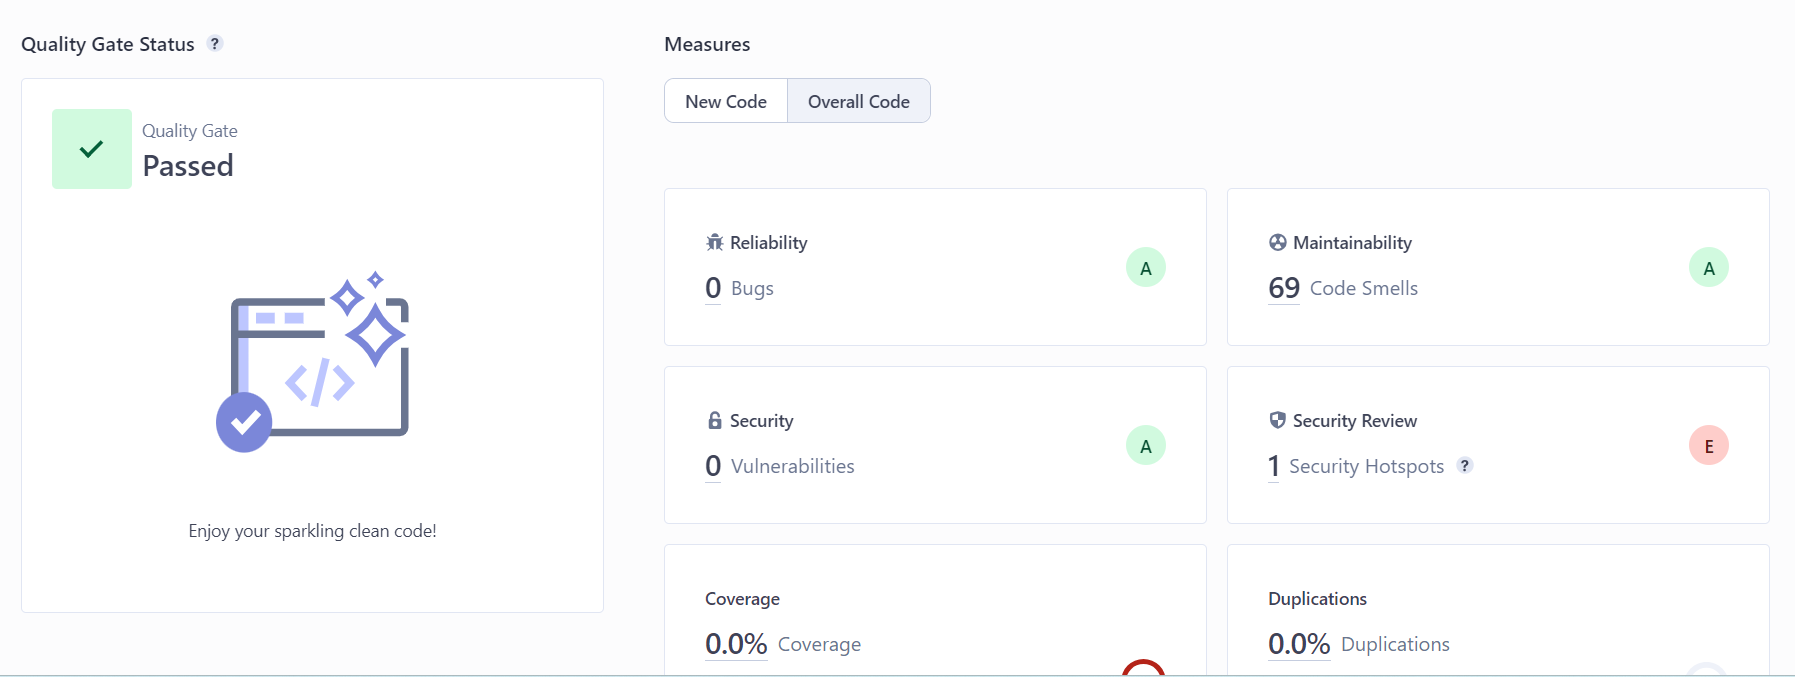 Quality Gate Status ?
Quality Gate
Passed
</>
Enjoy your sparkling clean code!
Measures
New Code
Overall Code
Reliability
0 Bugs
A
Maintainability
69 Code Smells
A
Security
0 Vulnerabilities
A
Security Review
1 Security Hotspots ?
E
Coverage
0.0% Coverage
Duplications
0.0% Duplications